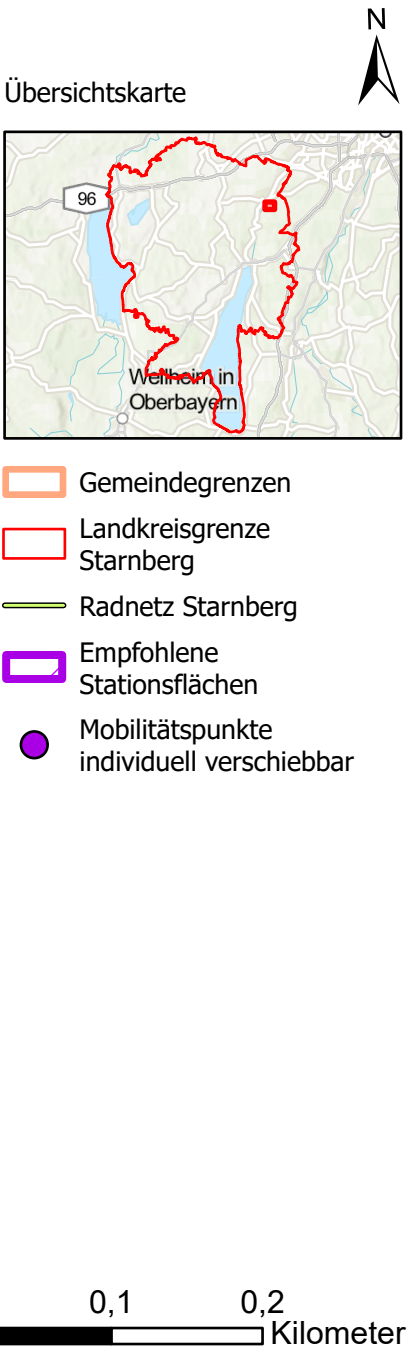 N
Übersichtskarte
96
Weilheim in
Oberbayern
Gemeindegrenzen
Landkreisgrenze
Starnberg
Radnetz Starnberg
Empfohlene
Stationsflächen
Mobilitätspunkte
individuell verschiebbar
0,1 0,2
Kilometer